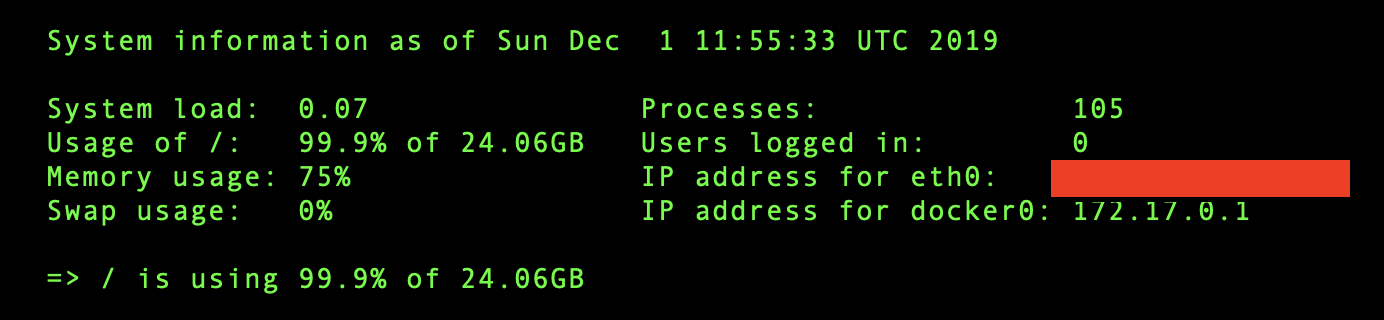 System information as of Sun Dec  1 11:55:33 UTC 2019
System load:  0.07               Processes:              105
Usage of /:   99.9% of 24.06GB   Users logged in:        0
Memory usage: 75%                IP address for eth0:
Swap usage:   0%                 IP address for docker0: 172.17.0.1
=> / is using 99.9% of 24.06GB